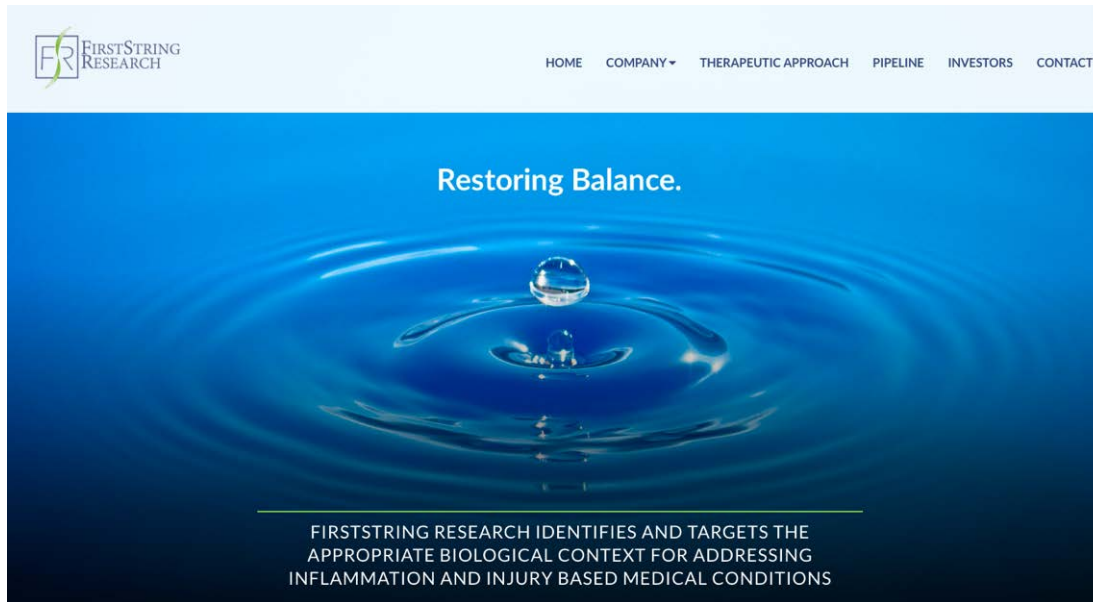 FR FIRSTSTRING
RESEARCH
HOME COMPANY THERAPEUTIC APPROACH PIPELINE INVESTORS CONTACT
Restoring Balance.
FIRSTSTRING RESEARCH IDENTIFIES AND TARGETS THE
APPROPRIATE BIOLOGICAL CONTEXT FOR ADDRESSING
INFLAMMATION AND INJURY BASED MEDICAL CONDITIONS